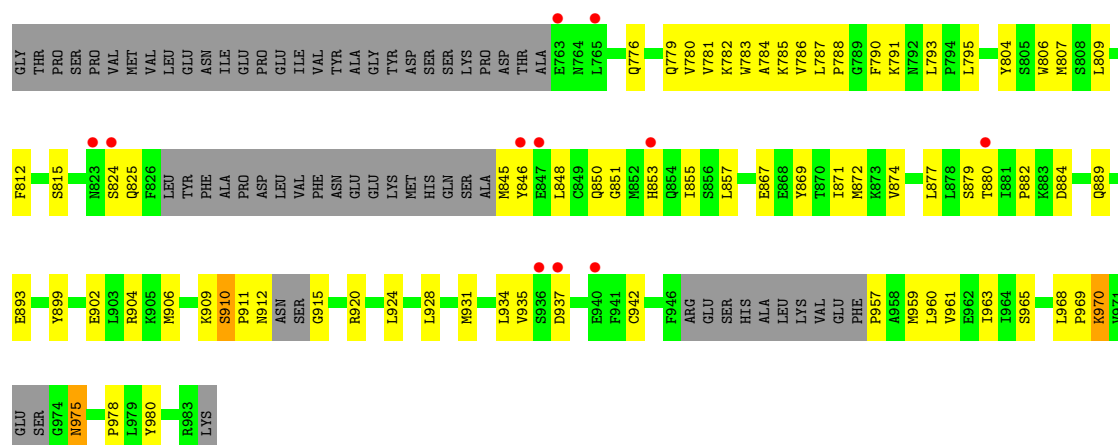 GLY THR PRO SER PRO VAL MET VAL LEU GLU ASN ILE GLU PRO GLU ILE VAL TYR ALA GLY TYR ASP SER SER LYS PRO ASP THR ALA E763 N764 L765 Q776 Q779 V780 V781 K782 W783 A784 K785 V786 L787 P788 G789 F790 K791 N792 L793 P794 L795 Y804 S805 W806 M807 S808 L809
F812 S815 N823 S824 Q825 F826 LEU TYR PHE ALA PRO ASP LEU VAL PHE ASN GLU GLU LYS MET HIS GLN SER ALA M845 Y846 E847 L848 C849 Q850 G851 M852 H853 Q854 I855 S856 L857 E867 E868 Y869 T870 I871 M872 K873 V874 L877 L878 S879 T880 I881 P882 K883 D884 Q889
E893 Y899 E902 L903 R904 K905 M906 K909 S910 P911 N912 ASN SER G915 R920 L924 L928 M931 L934 V935 S936 D937 E940 F941 C942 F946 ARG GLU SER HIS ALA LEU LYS VAL GLU PHE P957 A958 M959 L960 V961 E962 I963 I964 S965 L968 P969 K970 V971
GLU SER G974 N975 P978 L979 Y980 R983 LYS